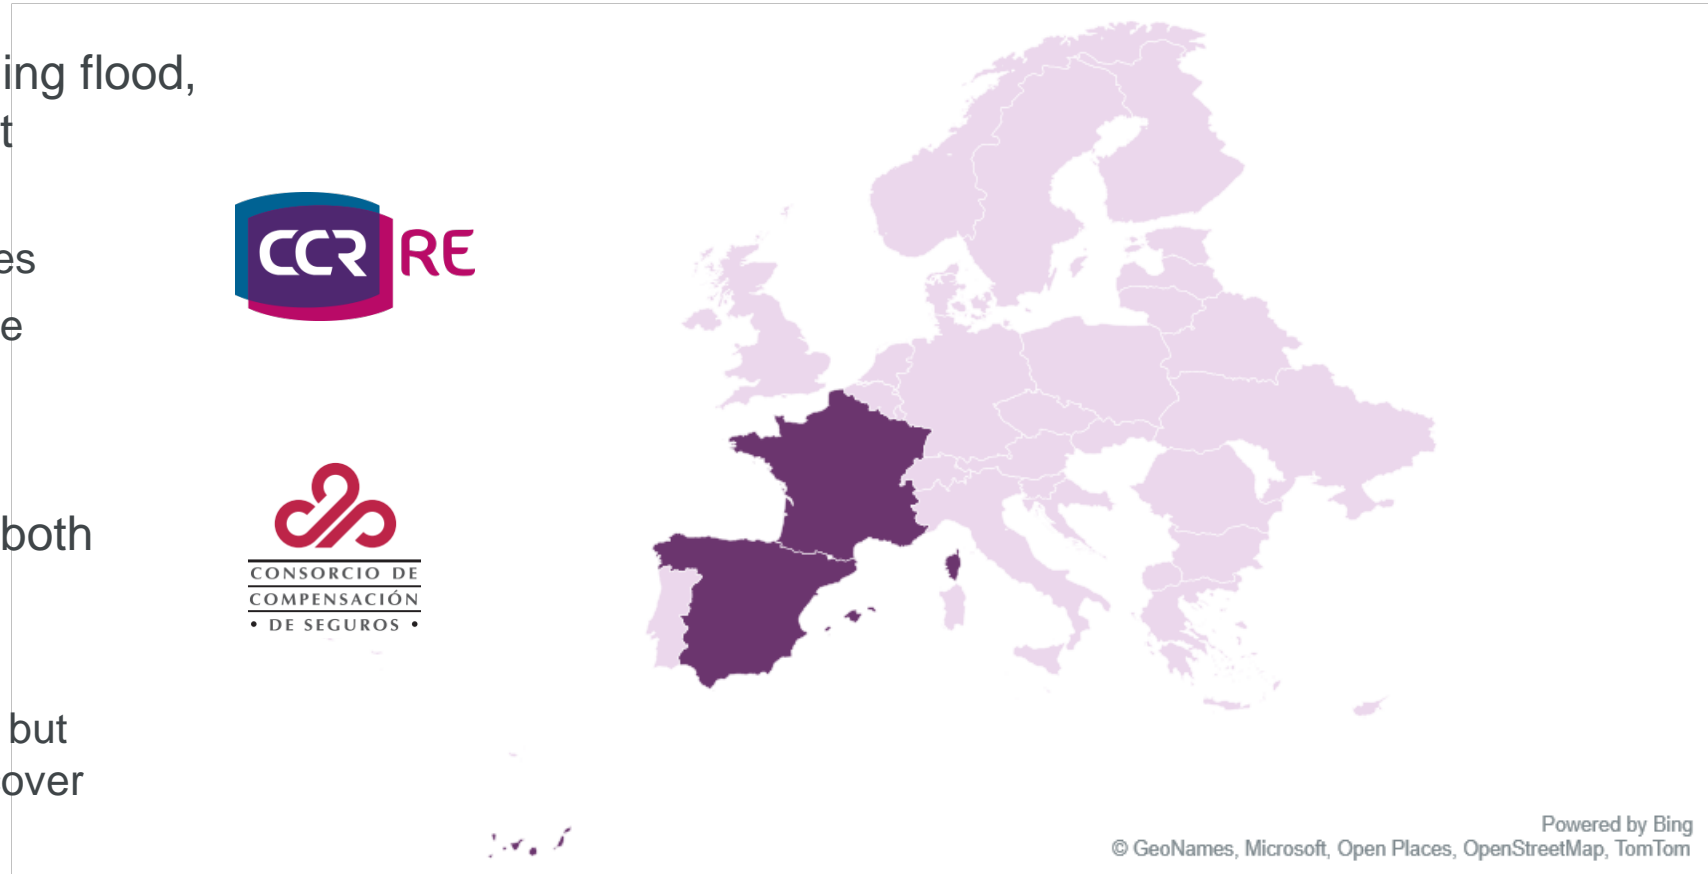 ing flood,
t
es
e
both
but
over
CCR RE
CONSORCIO DE
COMPENSACIÓN
• DE SEGUROS •
Powered by Bing
© GeoNames, Microsoft, Open Places, OpenStreetMap, TomTom